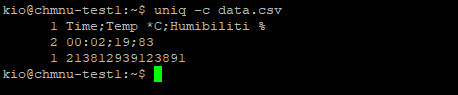 kio@chmnu-test1:~$ uniq -c data.csv
1 Time;Temp *C;Humibiliti %
2 00:02;19;83
1 213812939123891
kio@chmnu-test1:~$